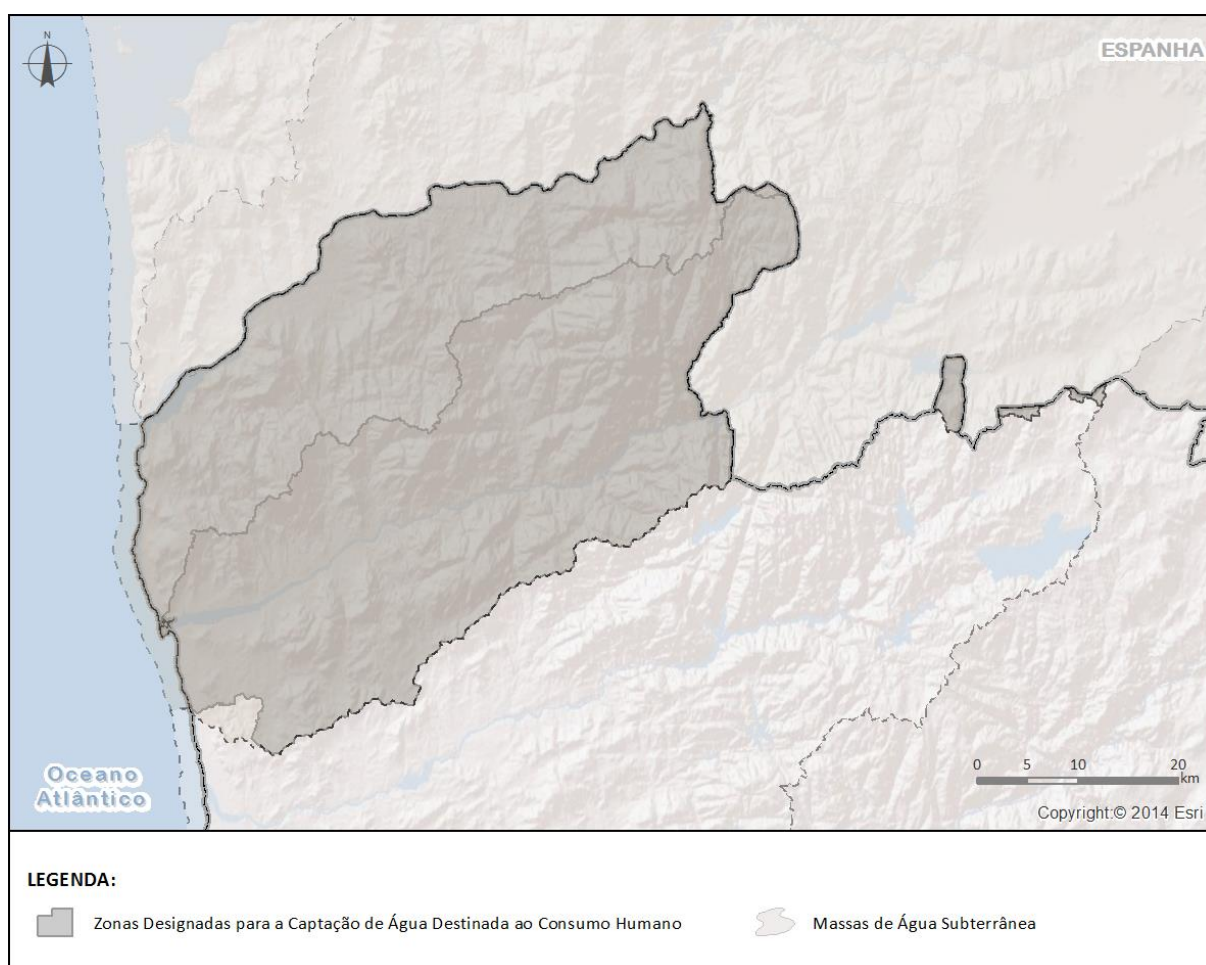 N
ESPANHA
Oceano
Atlântico
0 5 10 20
km
Copyright:© 2014 Esri
LEGENDA:
Zonas Designadas para a Captação de Água Destinada ao Consumo Humano
Massas de Água Subterrânea